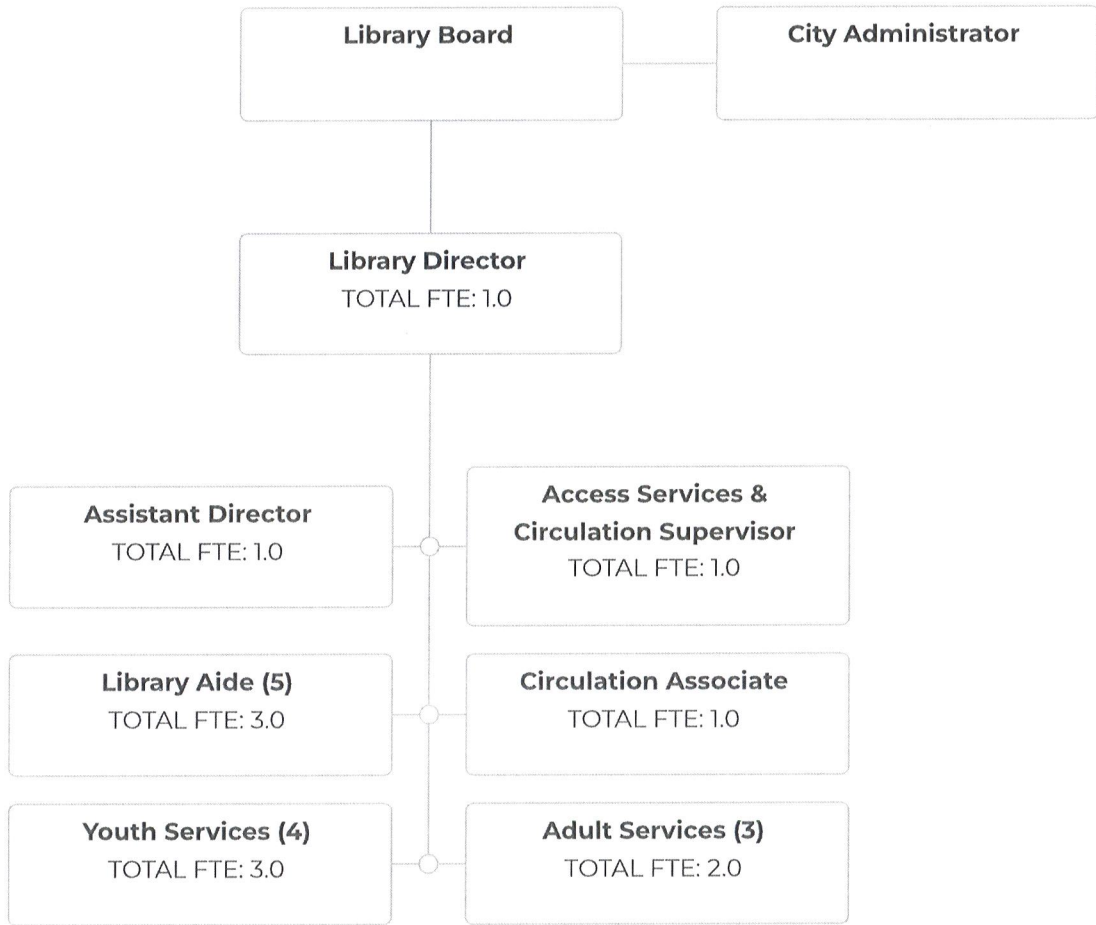 Library Board
City Administrator
Library Director
TOTAL FTE: 1.0
Assistant Director
TOTAL FTE: 1.0
Access Services &
Circulation Supervisor
TOTAL FTE: 1.0
Library Aide (5)
TOTAL FTE: 3.0
Circulation Associate
TOTAL FTE: 1.0
Youth Services (4)
TOTAL FTE: 3.0
Adult Services (3)
TOTAL FTE: 2.0